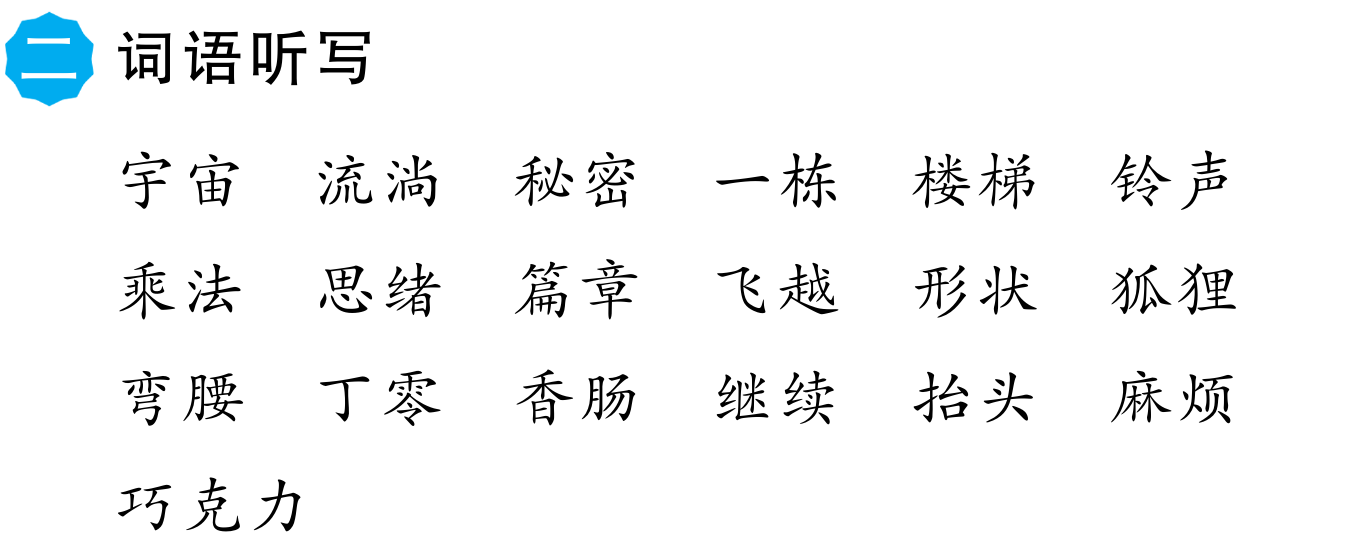 二 词语听写
宇宙 流淌 秘密 一栋 楼梯 铃声
乘法 思绪 篇章 飞越 形状 狐狸
弯腰 丁零 香肠 继续 抬头 麻烦
巧克力